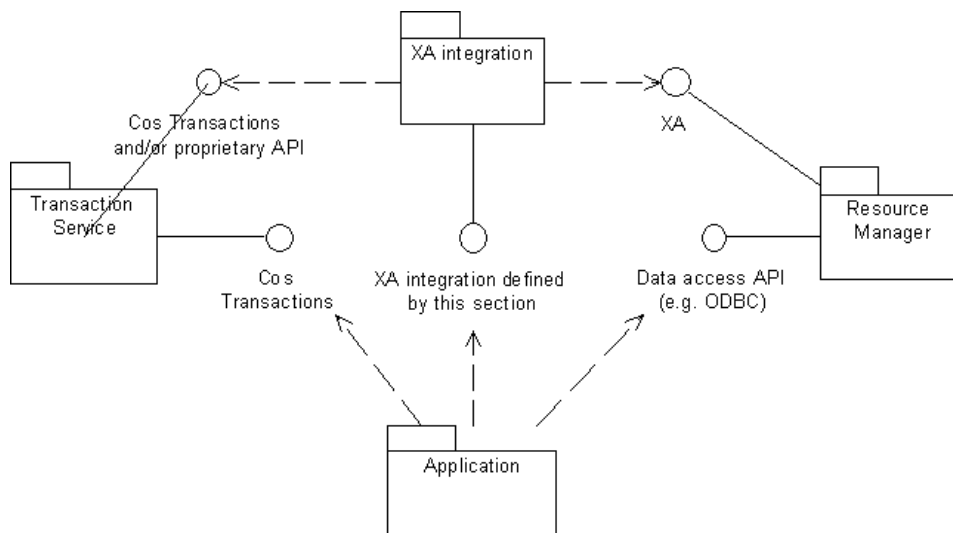 XA integration
Cos Transactions
and/or proprietary API
XA
Transaction
Service
Resource
Manager
Cos
Transactions
XA integration defined
by this section
Data access API
(e.g. ODBC)
Application